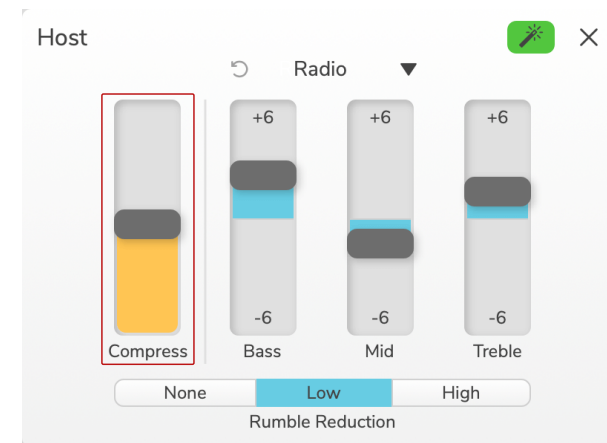 Host
Radio
+6 +6 +6
-6 -6 -6
Compress Bass Mid Treble
None Low High
Rumble Reduction